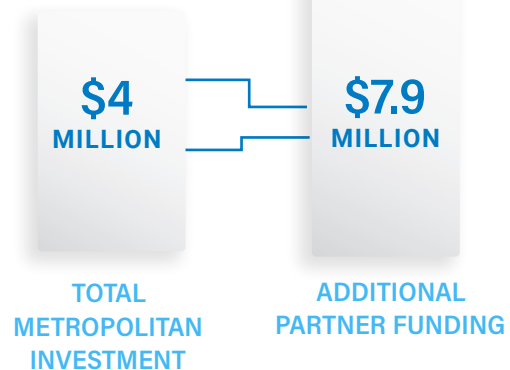 $4
MILLION
TOTAL
METROPOLITAN
INVESTMENT
$7.9
MILLION
ADDITIONAL
PARTNER FUNDING